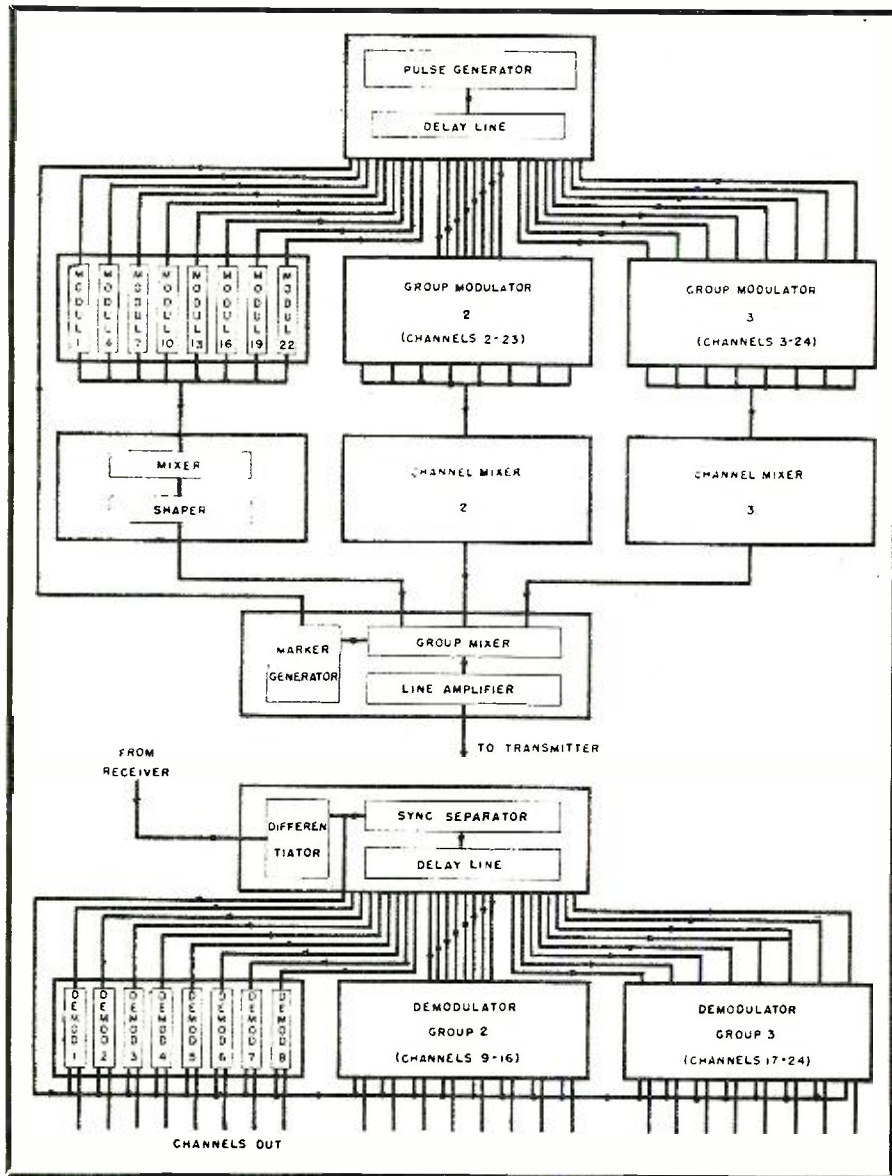 PULSE GENERATOR
DELAY LINE
MODUL 1
MODUL 6
MODUL 7
MODUL 10
MODUL 13
MODUL 16
MODUL 19
MODUL 22
GROUP MODULATOR
2
(CHANNELS 2-23)
GROUP MODULATOR
3
(CHANNELS 3-24)
MIXER
SHAPER
CHANNEL MIXER
2
CHANNEL MIXER
3
MARKER
GENERATOR
GROUP MIXER
LINE AMPLIFIER
TO TRANSMITTER
FROM
RECEIVER
DIFFEREN
TIATOR
SYNC SEPARATOR
DELAY LINE
DEMOD 1
DEMOD 2
DEMOD 3
DEMOD 4
DEMOD 5
DEMOD 6
DEMOD 7
DEMOD 8
DEMODULATOR
GROUP 2
(CHANNELS 9-16)
DEMODULATOR
GROUP 3
(CHANNELS 17-24)
CHANNELS OUT